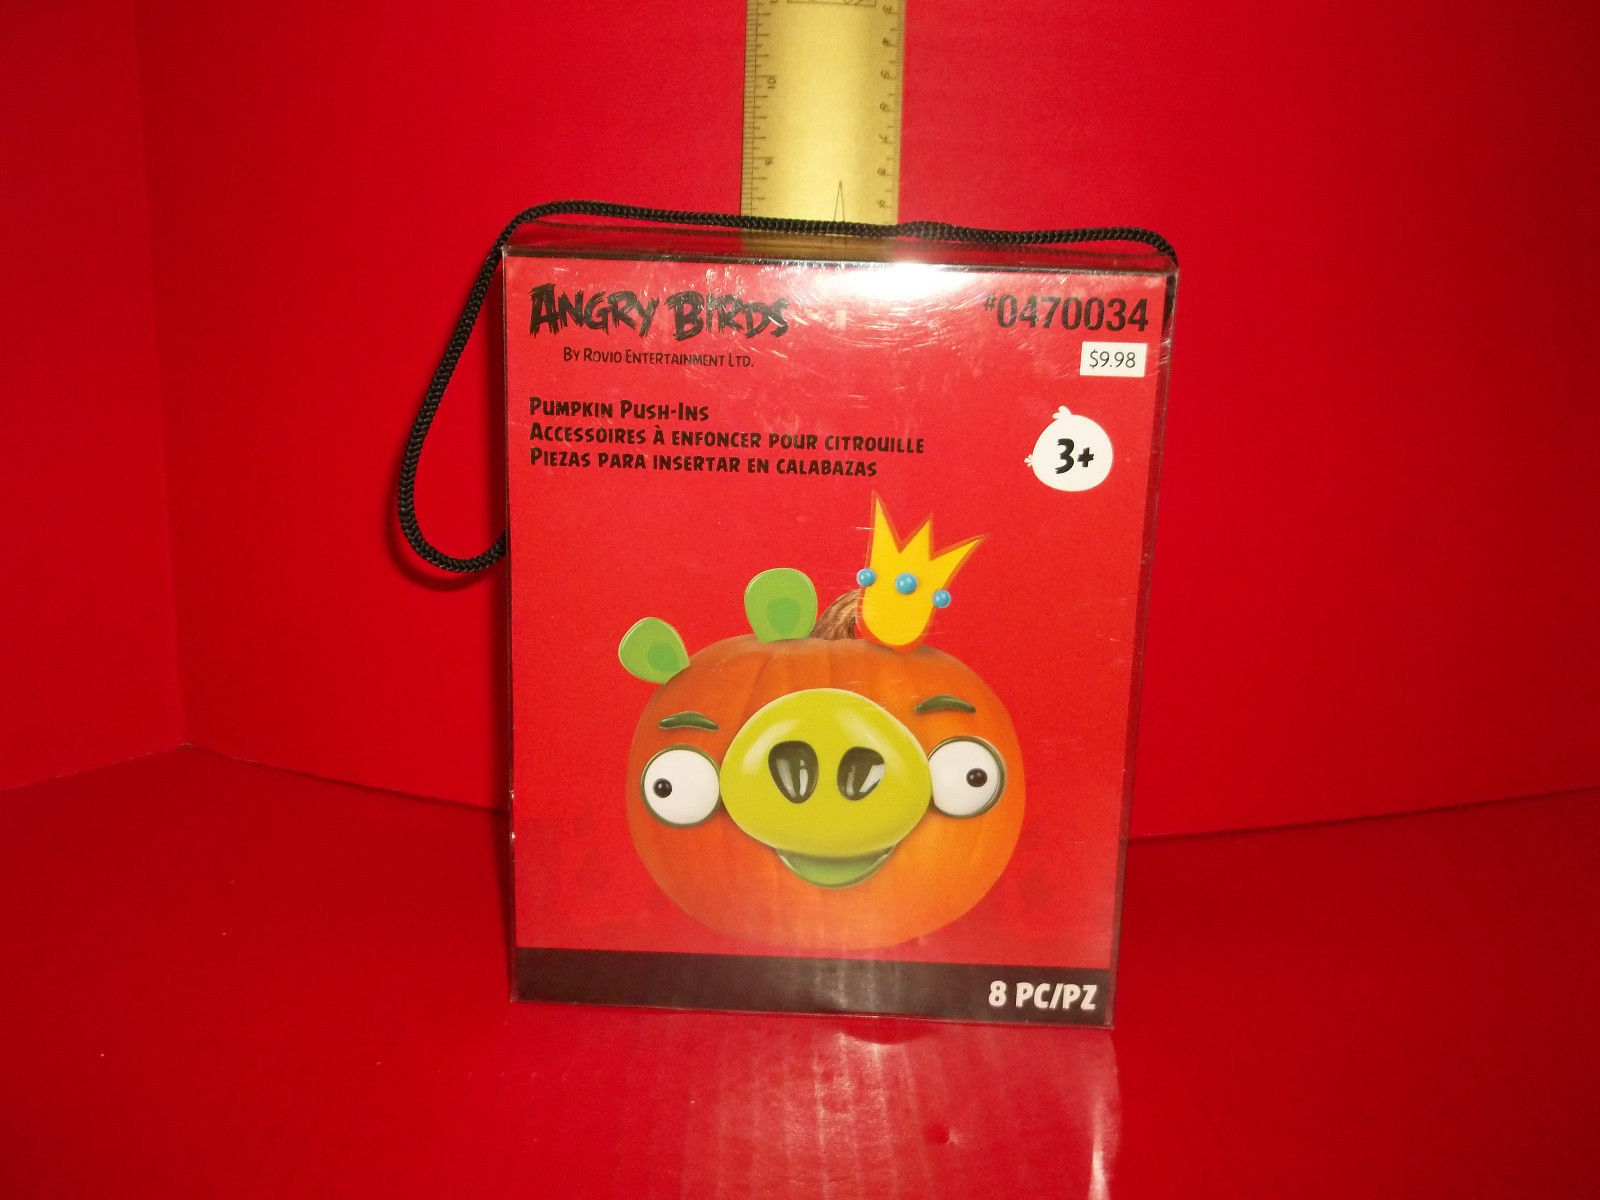 ANGRY BIRDS
BY ROVIO ENTERTAINMENT LTD.
#0470034
$9.98
PUMPKIN PUSH-INS
ACCESSOIRES À ENFONCER POUR CITROUILLE
PIEZAS PARA INSERTAR EN CALABAZAS
3+
8 PC/PZ